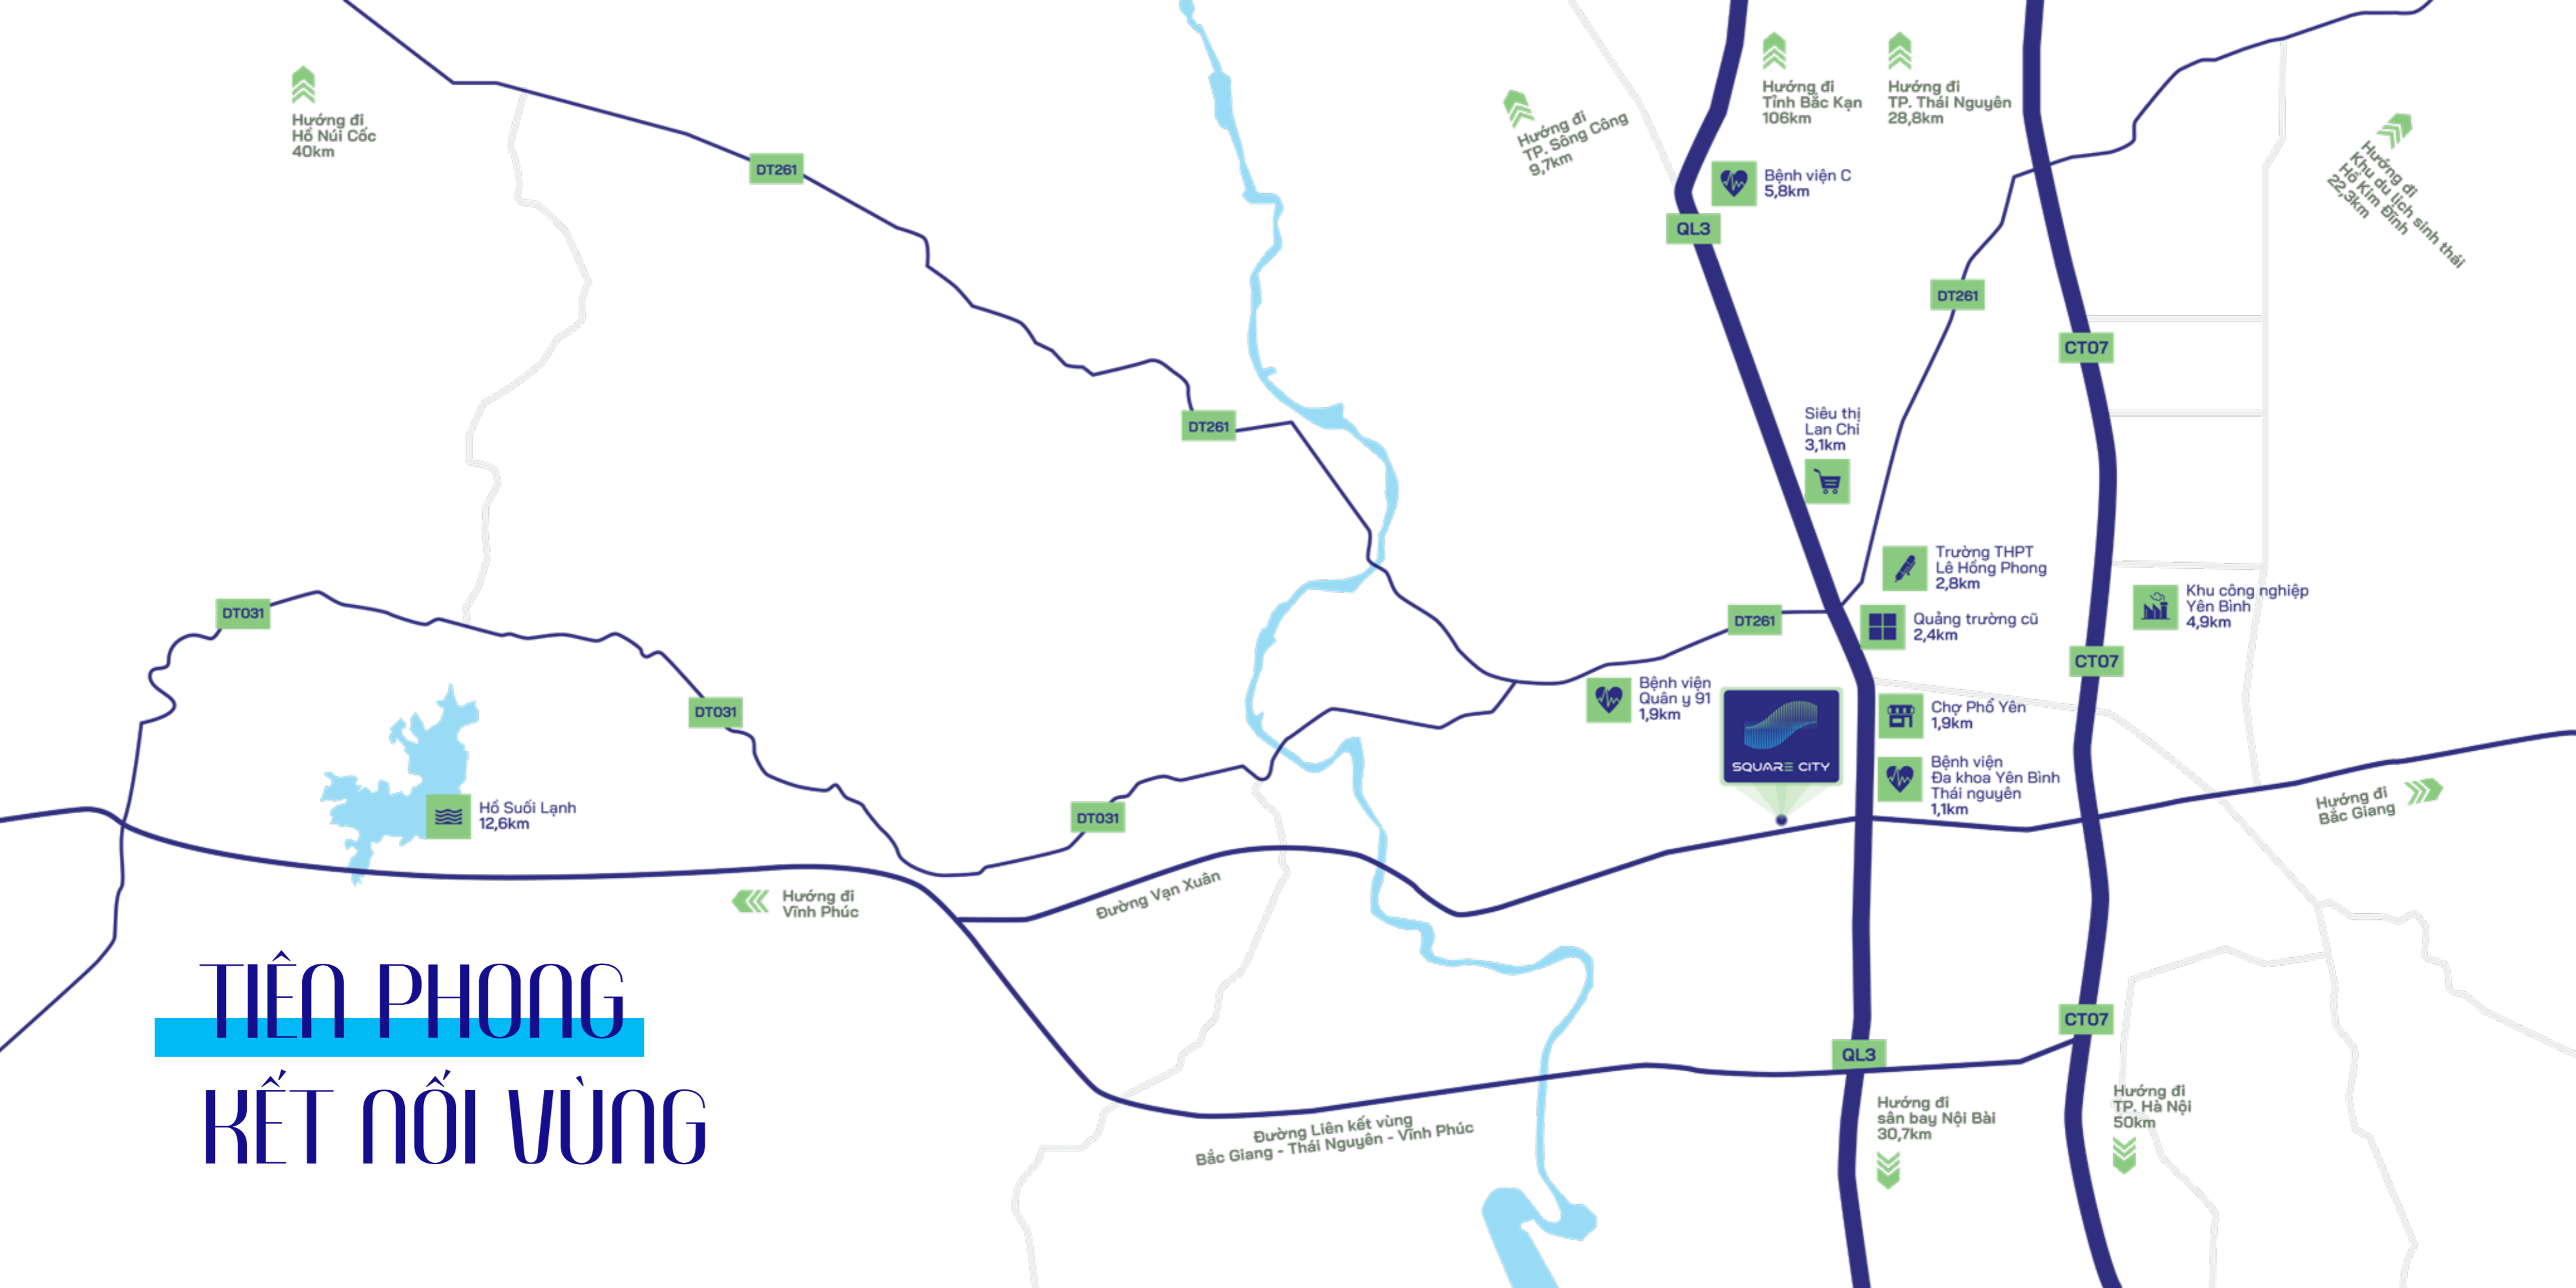 Hướng đi
Hồ Núi Cốc
40km
DT261
Hướng đi
TP. Sông Công
9,7km
Hướng đi
Tỉnh Bắc Kạn
106km
Hướng đi
TP. Thái Nguyên
28,8km
Hướng đi
Khu du lịch sinh thái
Hồ Kim Đĩnh
22,3km
Bệnh viện C
5,8km
QL3
DT261
CT07
DT261
Siêu thị
Lan Chi
3,1km
Trường THPT
Lê Hồng Phong
2,8km
Khu công nghiệp
Yên Bình
4,9km
DT031
DT261
Quảng trường cũ
2,4km
CT07
DT031
Bệnh viện
Quân y 91
1,9km
SQUARE CITY
Chợ Phổ Yên
1,9km
Bệnh viện
Đa khoa Yên Bình
Thái nguyên
1,1km
Hồ Suối Lạnh
12,6km
DT031
Hướng đi
Bắc Giang
Hướng đi
Vĩnh Phúc
Đường Vạn Xuân
TIÊN PHONG
KẾT NỐI VÙNG
CT07
QL3
Đường Liên kết vùng
Bắc Giang - Thái Nguyên - Vĩnh Phúc
Hướng đi
sân bay Nội Bài
30,7km
Hướng đi
TP. Hà Nội
50km